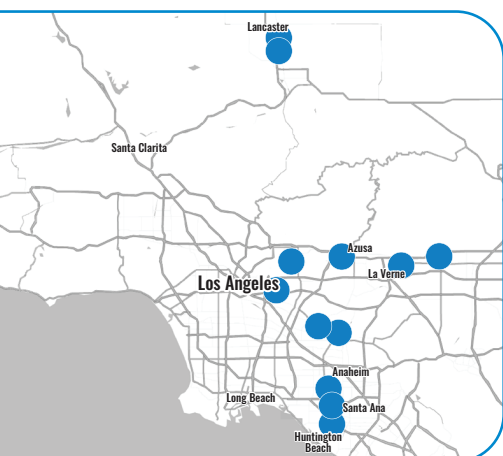 Lancaster
Santa Clarita
Azusa
La Verne
Los Angeles
Anaheim
Long Beach
Santa Ana
Huntington
Beach